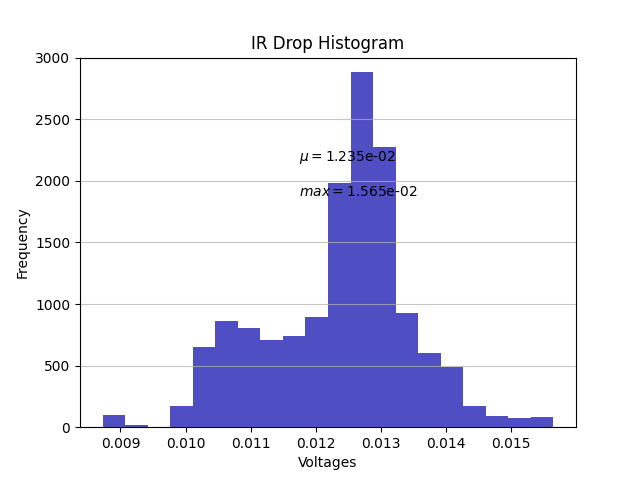 IR Drop Histogram
3000
2500
2000
1500
1000
500
0
Frequency
μ = 1.235e-02
max = 1.565e-02
0.009 0.010 0.011 0.012 0.013 0.014 0.015
Voltages